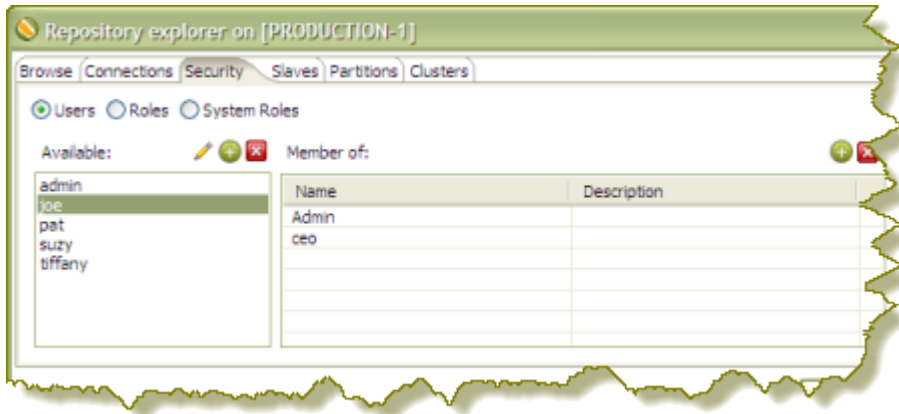 Repository explorer on [PRODUCTION-1]
Browse Connections Security Slaves Partitions Clusters
Users Roles System Roles
Available: Member of:
admin
joe
pat
suzy
tiffany
Name Description
Admin
ceo